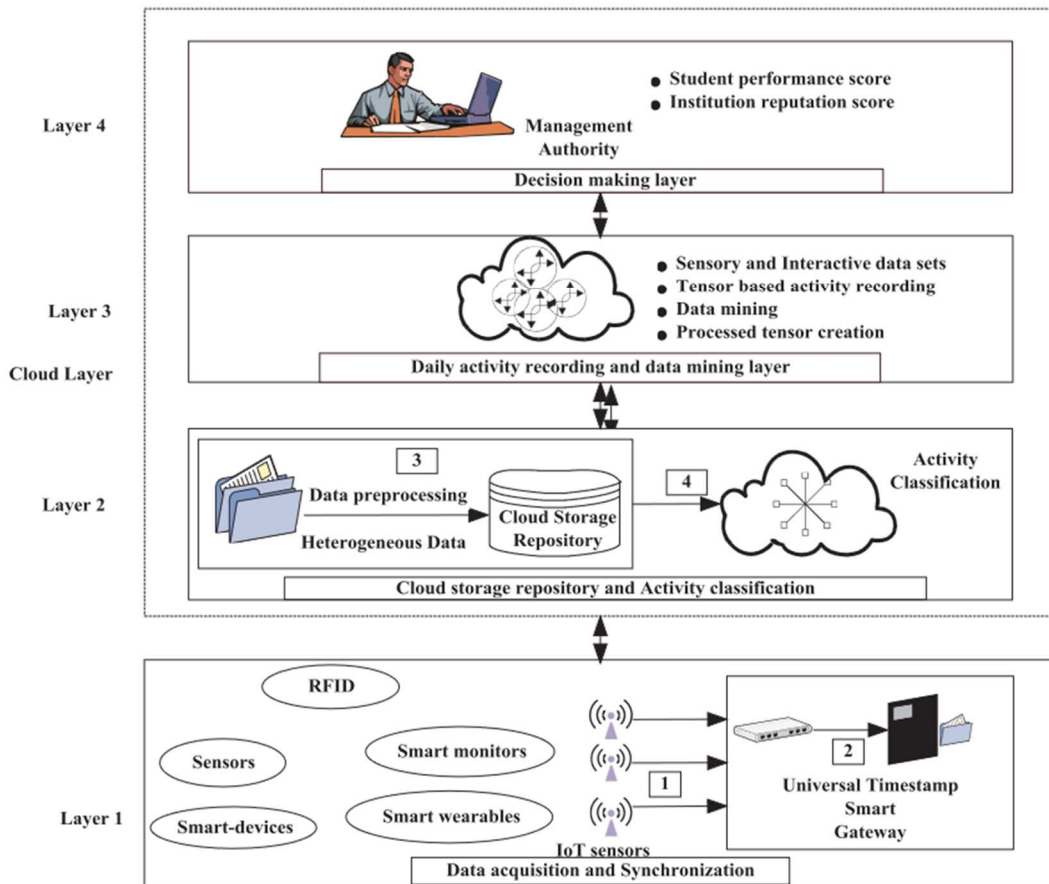 Layer 4
Student performance score
Institution reputation score
Management
Authority
Decision making layer
Layer 3
Sensory and Interactive data sets
Tensor based activity recording
Data mining
Processed tensor creation
Daily activity recording and data mining layer
Cloud Layer
Layer 2
3
Data preprocessing
Heterogeneous Data
Cloud Storage
Repository
4
Activity
Classification
Cloud storage repository and Activity classification
Layer 1
RFID
Sensors
Smart monitors
Smart-devices
Smart wearables
1
IoT sensors
2
Universal Timestamp
Smart
Gateway
Data acquisition and Synchronization